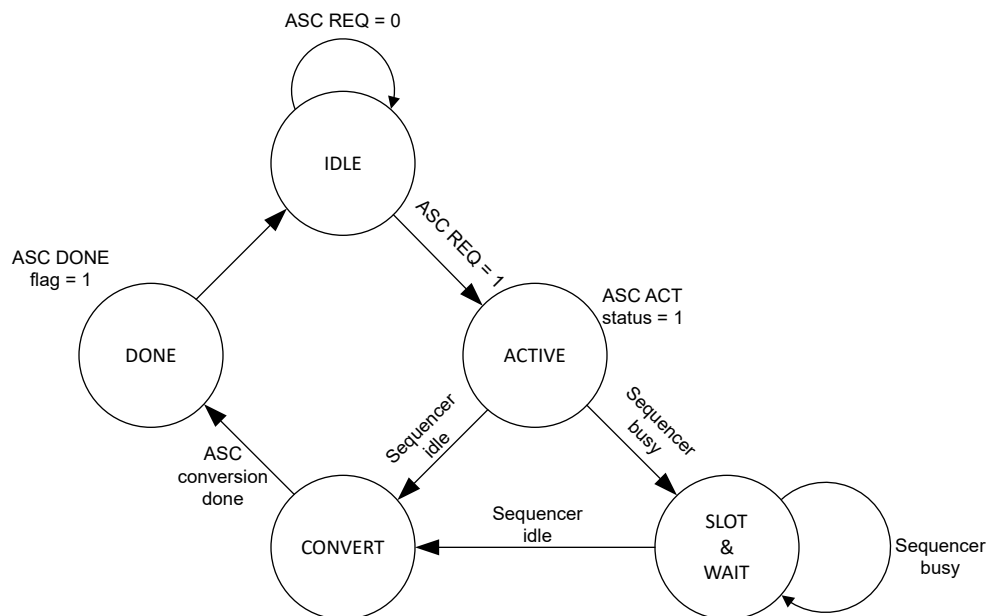 ASC REQ = 0
IDLE
ASC REQ = 1
ASC DONE
flag = 1
ASC ACT
status = 1
DONE
ACTIVE
Sequencer
idle
Sequencer
busy
ASC
conversion
done
CONVERT
Sequencer
idle
SLOT
&
WAIT
Sequencer
busy